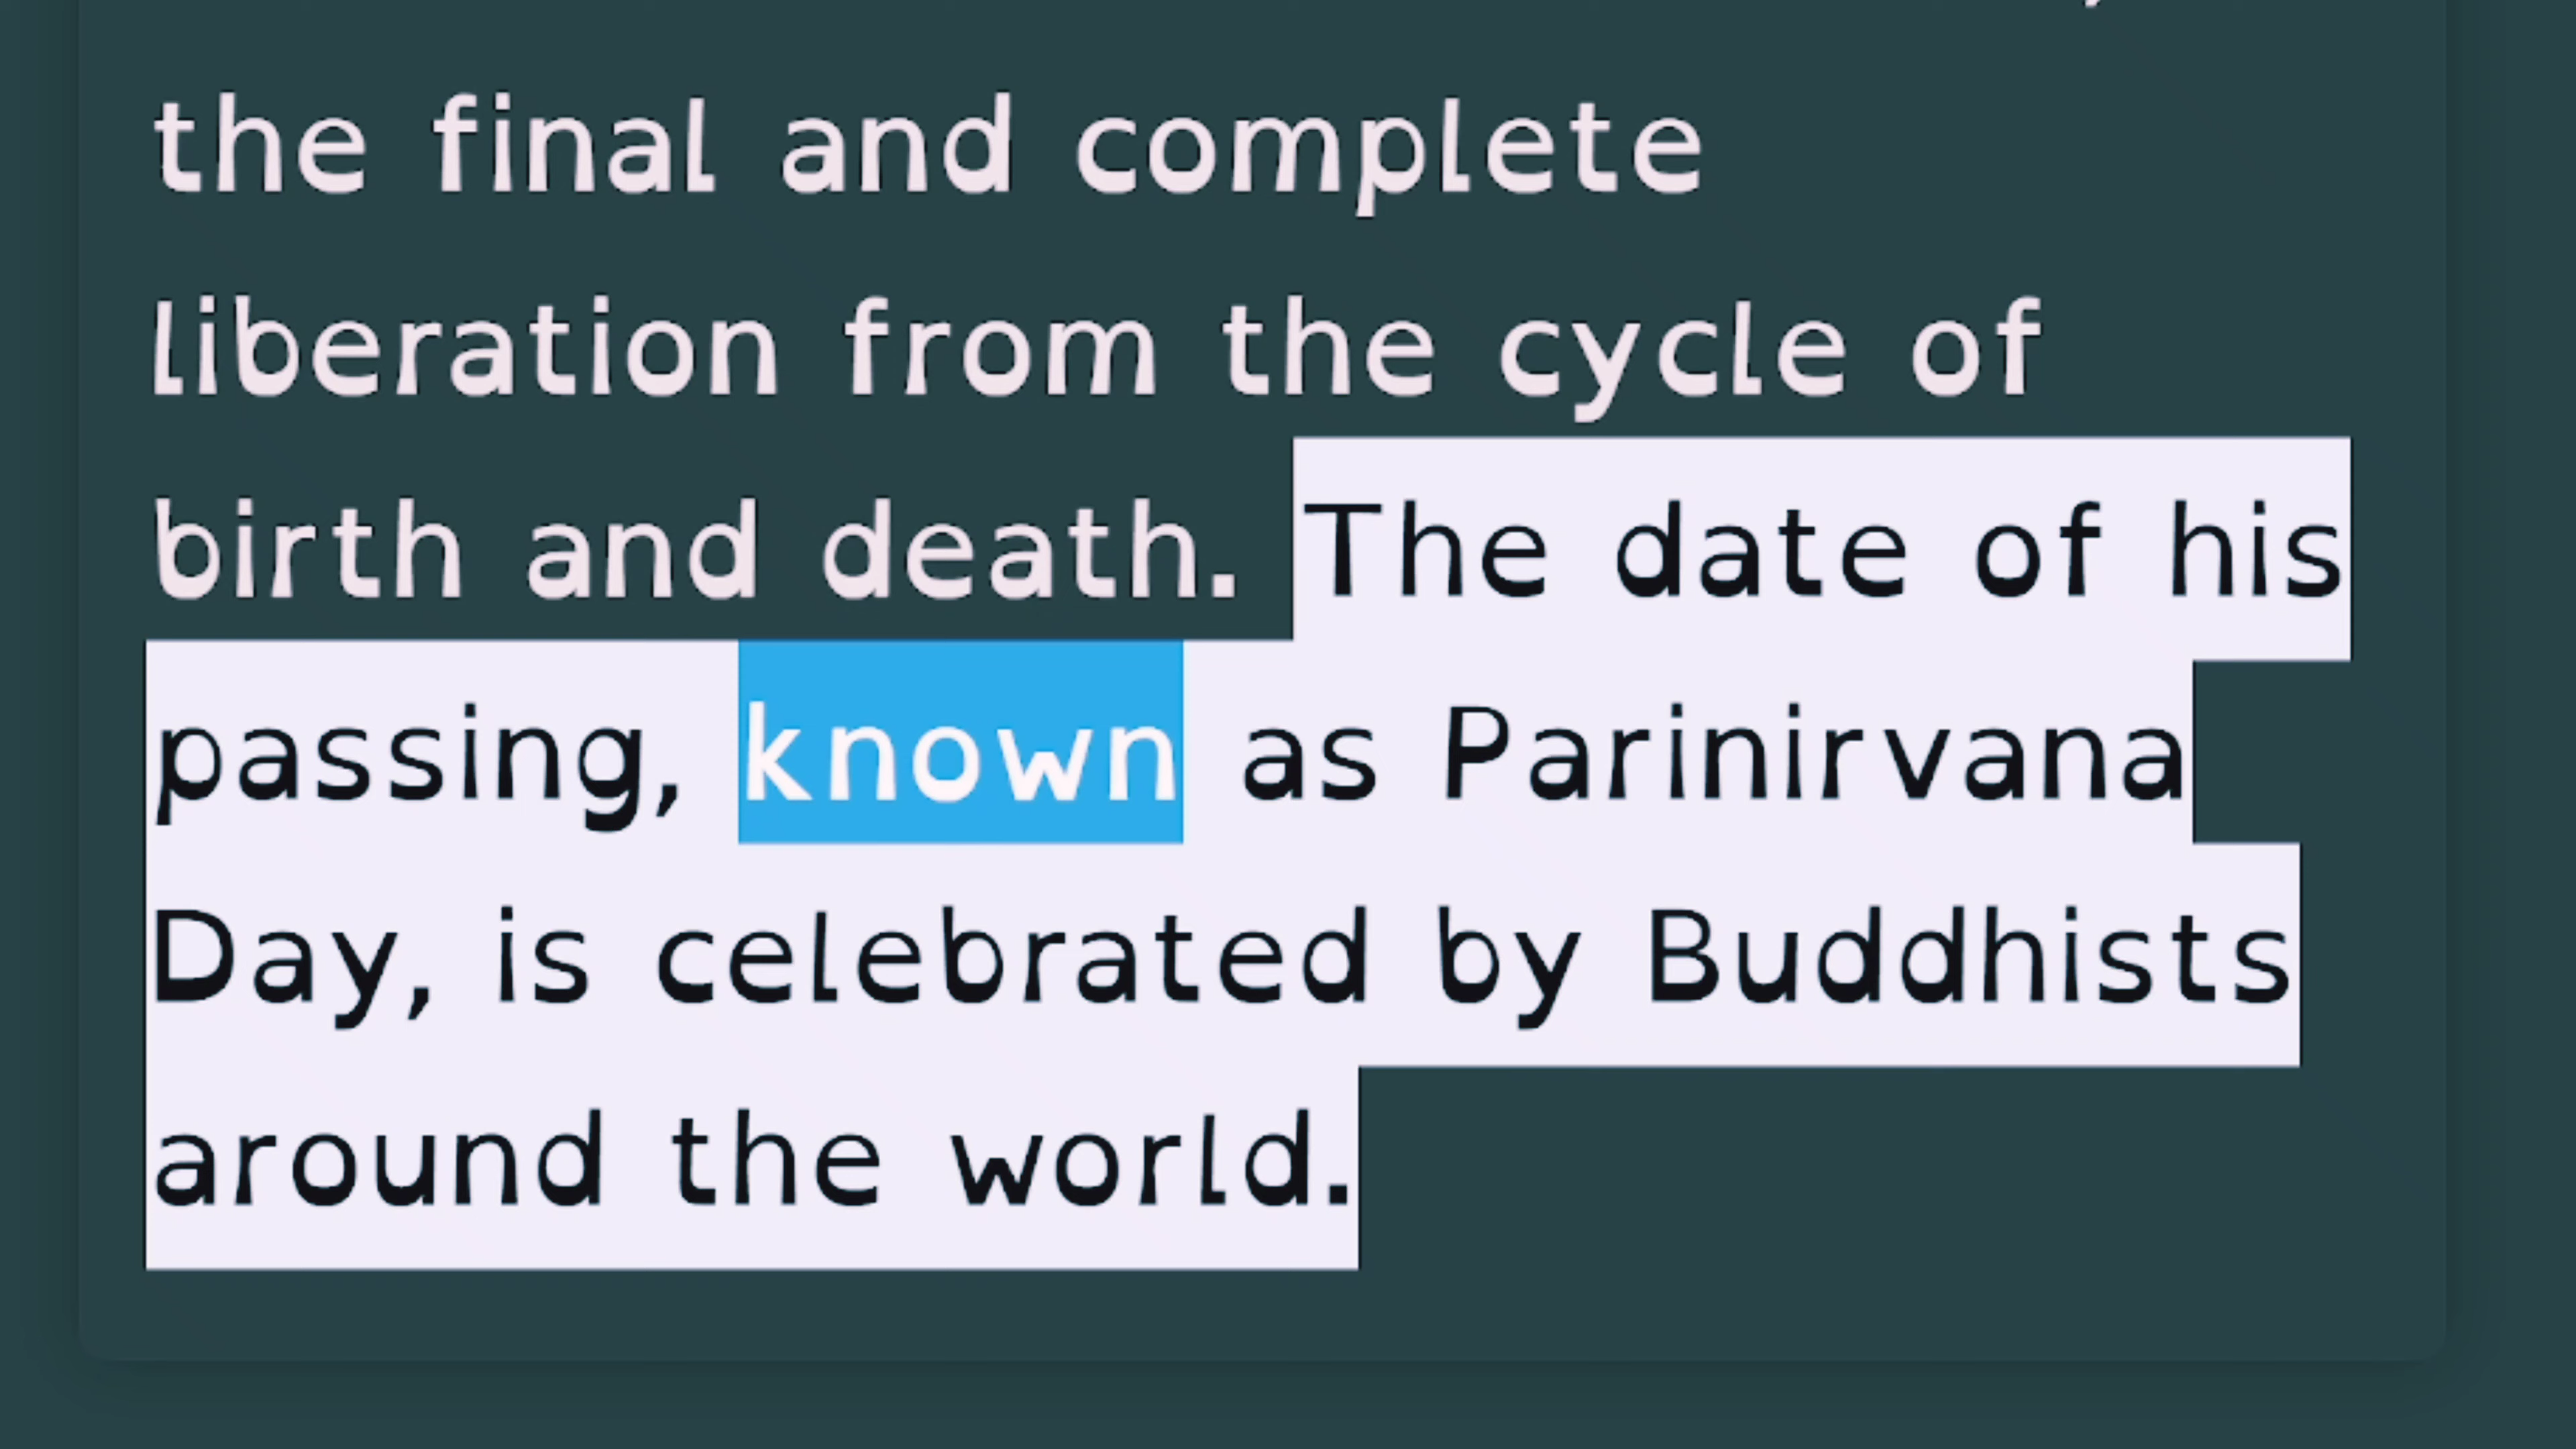 the final and complete
liberation from the cycle of
birth and death. The date of his
passing, known as Parinirvana
Day, is celebrated by Buddhists
around the world.